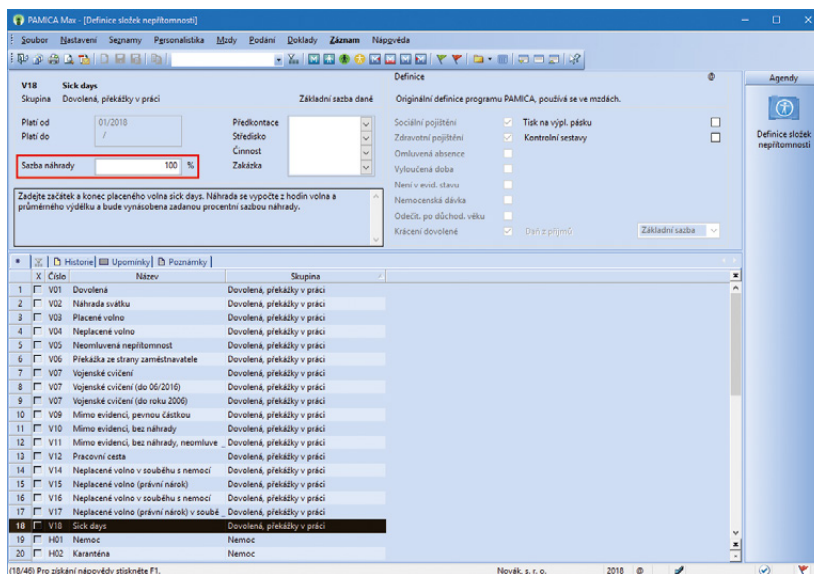 PAMICA Max - [Definice složek nepřítomnosti]
Soubor Nastavení Seznamy Personalistika Mzdy Podání Doklady Záznam Nápověda
V18 Sick days
Skupina Dovolená, překážky v práci Základní sazba daně
Platí od 01/2018 Předkontace
Platí do / Středisko
Činnost
Sazba náhrady 100 % Zakázka
Zadejte začátek a konec placeného volna sick days. Náhrada se vypočte z hodin volna a
průměrného výdělku a bude vynásobena zadanou procentní sazbou náhrady.
Definice @
Originální definice programu PAMICA, používá se ve mzdách.
Sociální pojištění Tisk na výpl. pásku
Zdravotní pojištění Kontrolní sestavy
Omluvená absence
Vyloučená doba
Není v evid. stavu
Nemocenská dávka
Odečit. po důchod. věku
Krácení dovolené Daň z příjmů Základní sazba
Agendy
Definice složek
nepřítomnosti
Historie Upomínky Poznámky
X Číslo Název Skupina
1 V01 Dovolená Dovolená, překážky v práci
2 V02 Náhrada svátku Dovolená, překážky v práci
3 V03 Placené volno Dovolená, překážky v práci
4 V04 Neplacené volno Dovolená, překážky v práci
5 V05 Neomluvená nepřítomnost Dovolená, překážky v práci
6 V06 Překážka ze strany zaměstnavatele Dovolená, překážky v práci
7 V07 Vojenské cvičení Dovolená, překážky v práci
8 V07 Vojenské cvičení (do 06/2016) Dovolená, překážky v práci
9 V07 Vojenské cvičení (do roku 2006) Dovolená, překážky v práci
10 V09 Mimo evidenci, pevnou částkou Dovolená, překážky v práci
11 V10 Mimo evidenci, bez náhrady Dovolená, překážky v práci
12 V11 Mimo evidenci, bez náhrady, neomluve _ Dovolená, překážky v práci
13 V12 Pracovní cesta Dovolená, překážky v práci
14 V14 Neplacené volno v souběhu s nemocí Dovolená, překážky v práci
15 V15 Neplacené volno (právní nárok) Dovolená, překážky v práci
16 V16 Neplacené volno v souběhu s nemocí Dovolená, překážky v práci
17 V17 Neplacené volno (právní nárok) v soubě _ Dovolená, překážky v práci
18 V18 Sick days Dovolená, překážky v práci
19 H01 Nemoc Nemoc
20 H02 Karanténa Nemoc
(18/46) Pro získání nápovědy stiskněte F1. Novák, s. r. o. 2018 @